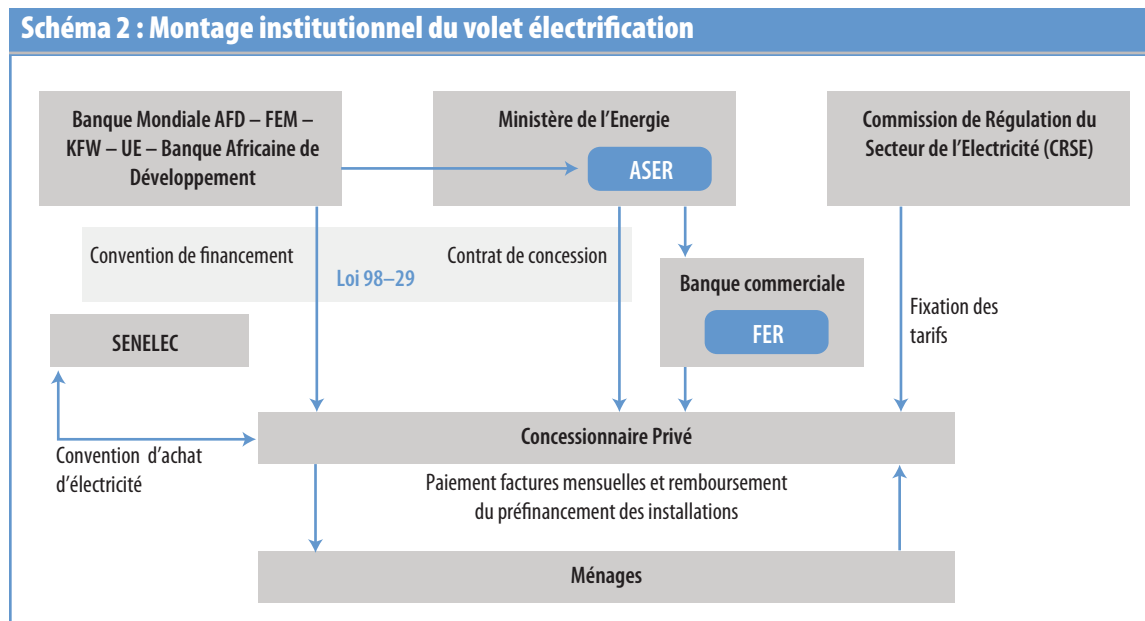 Schéma 2 : Montage institutionnel du volet électrification
Banque Mondiale AFD – FEM –
KFW – UE – Banque Africaine de
Développement
Ministère de l'Energie
ASER
Commission de Régulation du
Secteur de l'Electricité (CRSE)
Convention de financement
Contrat de concession
Loi 98–29
Banque commerciale
FER
Fixation des
tarifs
SENELEC
Convention d'achat
d'électricité
Concessionnaire Privé
Paiement factures mensuelles et remboursement
du préfinancement des installations
Ménages